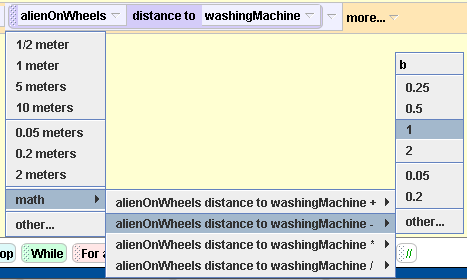 alienOnWheels distance to washingMachine more...
1/2 meter
1 meter
5 meters
10 meters
0.05 meters
0.2 meters
2 meters
math
other...
alienOnWheels distance to washingMachine +
alienOnWheels distance to washingMachine -
alienOnWheels distance to washingMachine *
alienOnWheels distance to washingMachine /
b
0.25
0.5
1
2
0.05
0.2
other...
op While For a //